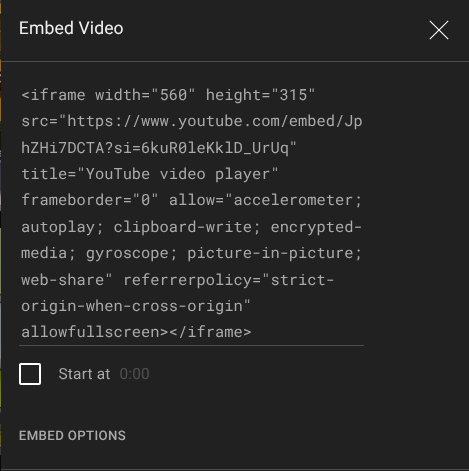 Embed Video
<iframe width="560" height="315"
src="https://www.youtube.com/embed/Jp
hZHi7DCTA?si=6kuR0leKklD_UrUq"
title="YouTube video player"
frameborder="0" allow="accelerometer;
autoplay; clipboard-write; encrypted-
media; gyroscope; picture-in-picture;
web-share" referrerpolicy="strict-
origin-when-cross-origin"
allowfullscreen></iframe>
Start at 0:00
EMBED OPTIONS